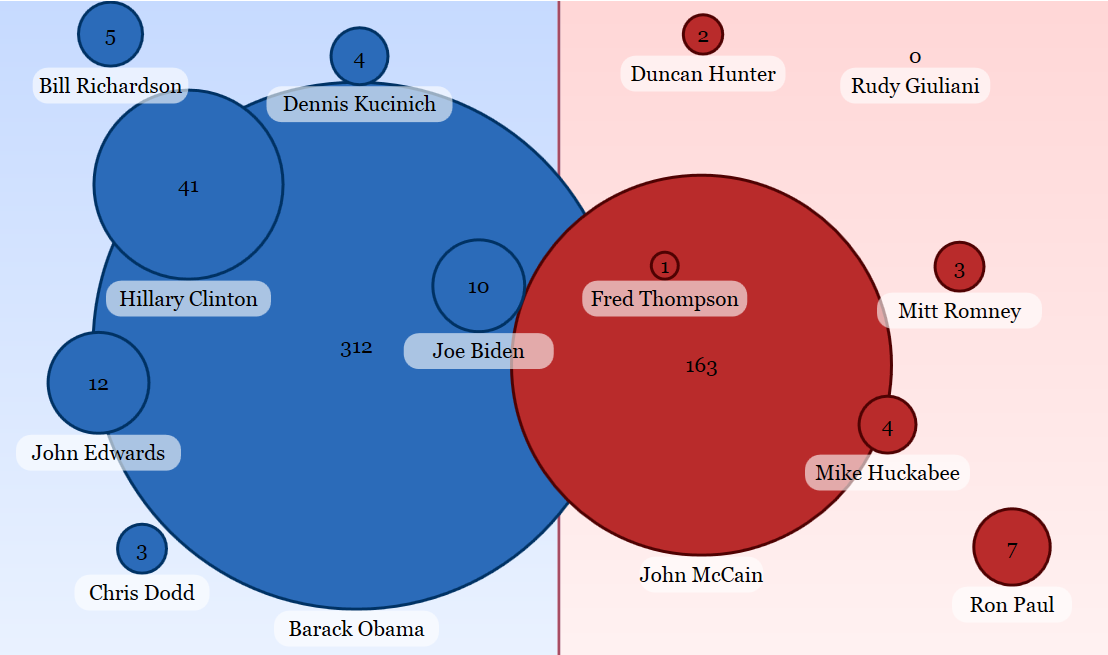 5
Bill Richardson
4
Dennis Kucinich
2
Duncan Hunter
0
Rudy Giuliani
41
Hillary Clinton
10
Joe Biden
312
Barack Obama
12
John Edwards
3
Chris Dodd
1
Fred Thompson
163
John McCain
3
Mitt Romney
4
Mike Huckabee
7
Ron Paul